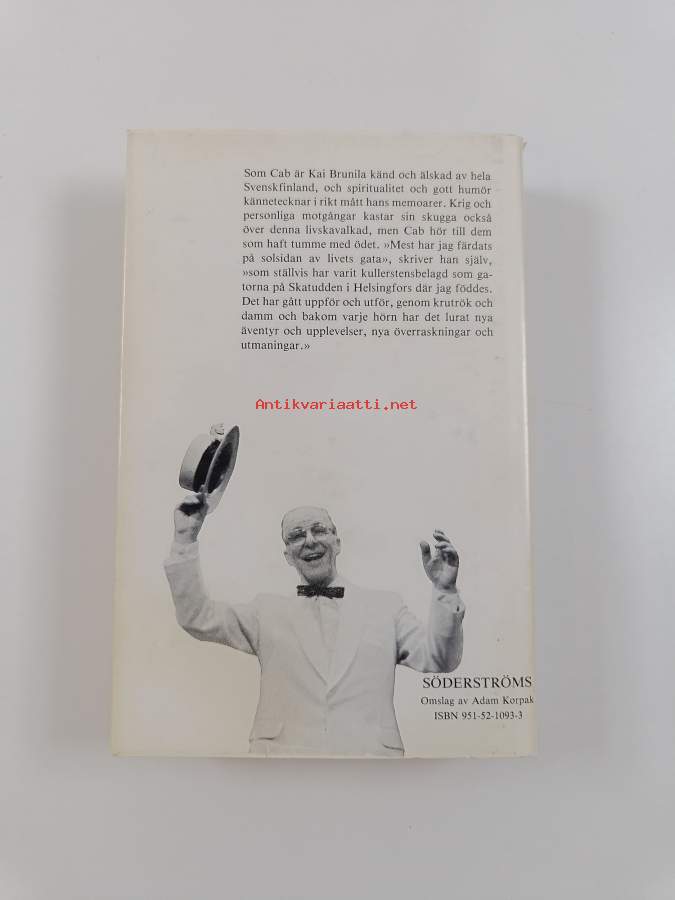 Som Cab är Kai Brunila känd och älskad av hela
Svenskfinland, och spiritualitet och gott humör
kännetecknar i rikt mått hans memoarer. Krig och
personliga motgångar kastar sin skugga också
över denna livskavalkad, men Cab hör till dem
som haft tumme med ödet. »Mest har jag färdats
på solsidan av livets gata», skriver han själv,
»som ställvis har varit kullerstensbelagd som ga-
torna på Skatudden i Helsingfors där jag föddes.
Det har gått uppför och utför, genom krutrök och
damm och bakom varje hörn har det lurat nya
äventyr och upplevelser, nya överraskningar och
utmaningar.»
Antikvariaatti.net
SÖDERSTRÖMS
Omslag av Adam Korpak
ISBN 951-52-1093-3